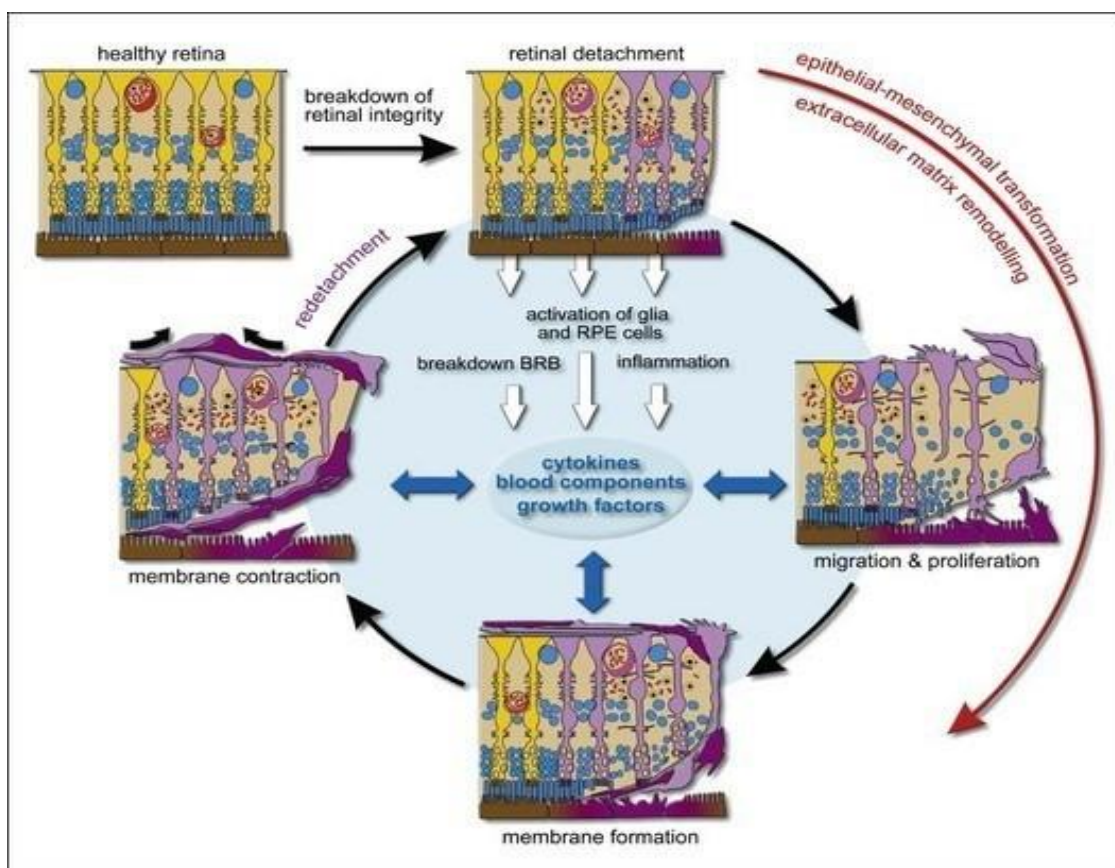 healthy retina
retinal detachment
breakdown of
retinal integrity
epithelial-mesenchymal transformation
extracellular matrix remodelling
redetachment
activation of glia
and RPE cells
breakdown BRB
inflammation
cytokines
blood components
growth factors
membrane contraction
migration & proliferation
membrane formation